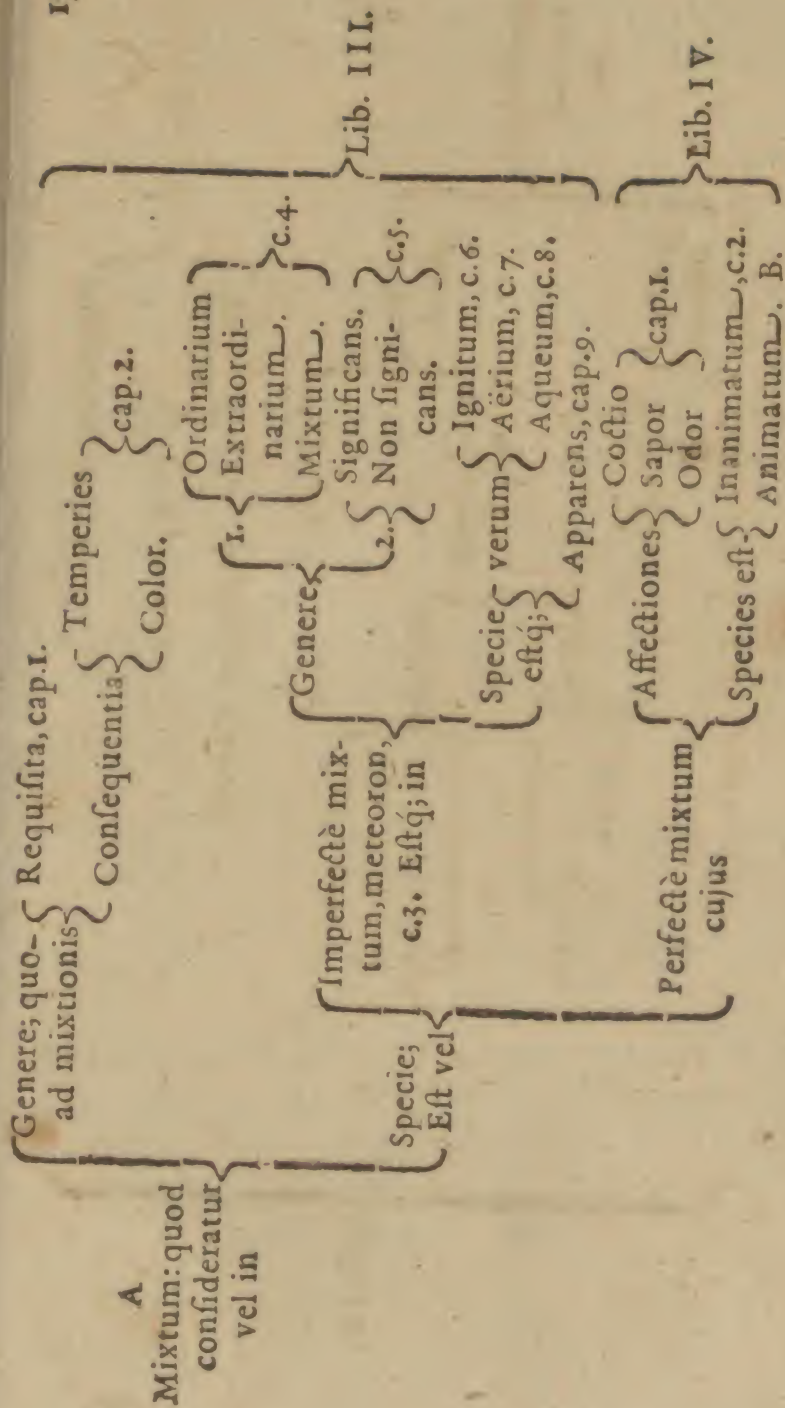 A
Mixtum: quod
consideratur
vel in
Genere; quo-
ad mixtionis
Requisita, cap.1.
Consequentia
Temperies
Color.
cap.2.
Specie;
Est vel
Imperfectè mix-
tum, meteoron,
c.3. Estq́; in
Genere
1.
Ordinarium
Extraordi-
narium.
Mixtum.
c.4.
2.
Significans.
Non signi-
cans.
c.5.
Specie
estq́;
verum
Ignitum, c.6.
Aërium, c.7.
Aqueum, c.8.
Apparens, cap.9.
Lib. III.
Perfectè mixtum
cujus
Affectiones
Coctio
Sapor
Odor
cap.1.
Species est
Inanimatum, c.2.
Animatum. B.
Lib. IV.